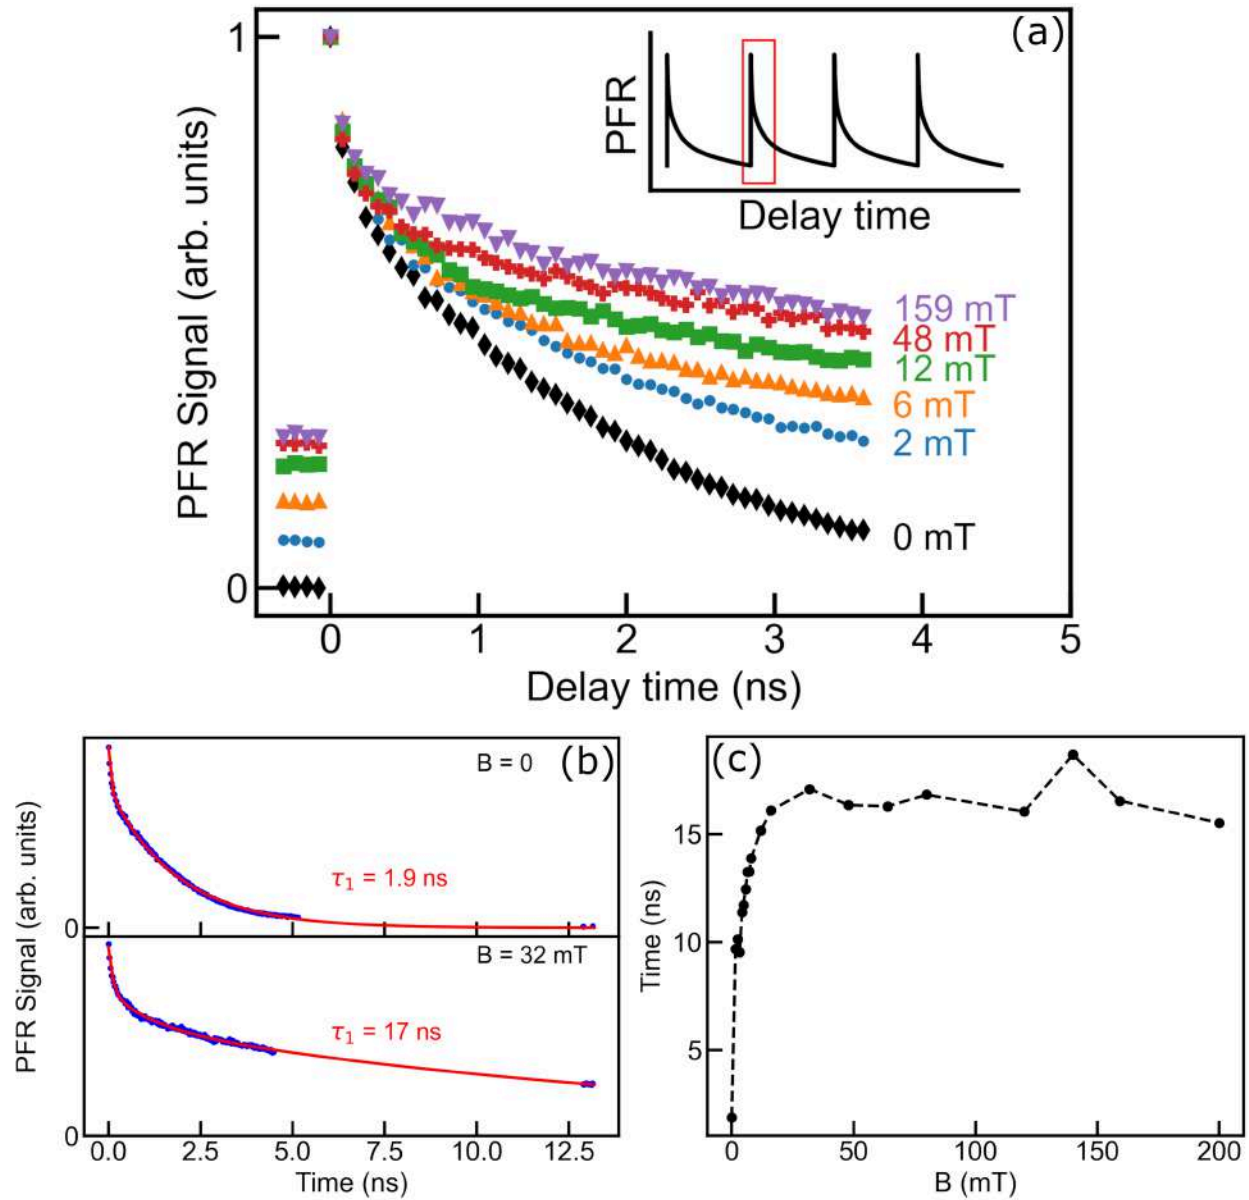 (a)
1
0
PFR Signal (arb. units)
PFR
Delay time
159 mT
48 mT
12 mT
6 mT
2 mT
0 mT
0 1 2 3 4 5
Delay time (ns)
(b)
B = 0
τ1 = 1.9 ns
0
B = 32 mT
τ1 = 17 ns
0
PFR Signal (arb. units)
0.0 2.5 5.0 7.5 10.0 12.5
Time (ns)
(c)
15
10
5
Time (ns)
0 50 100 150 200
B (mT)